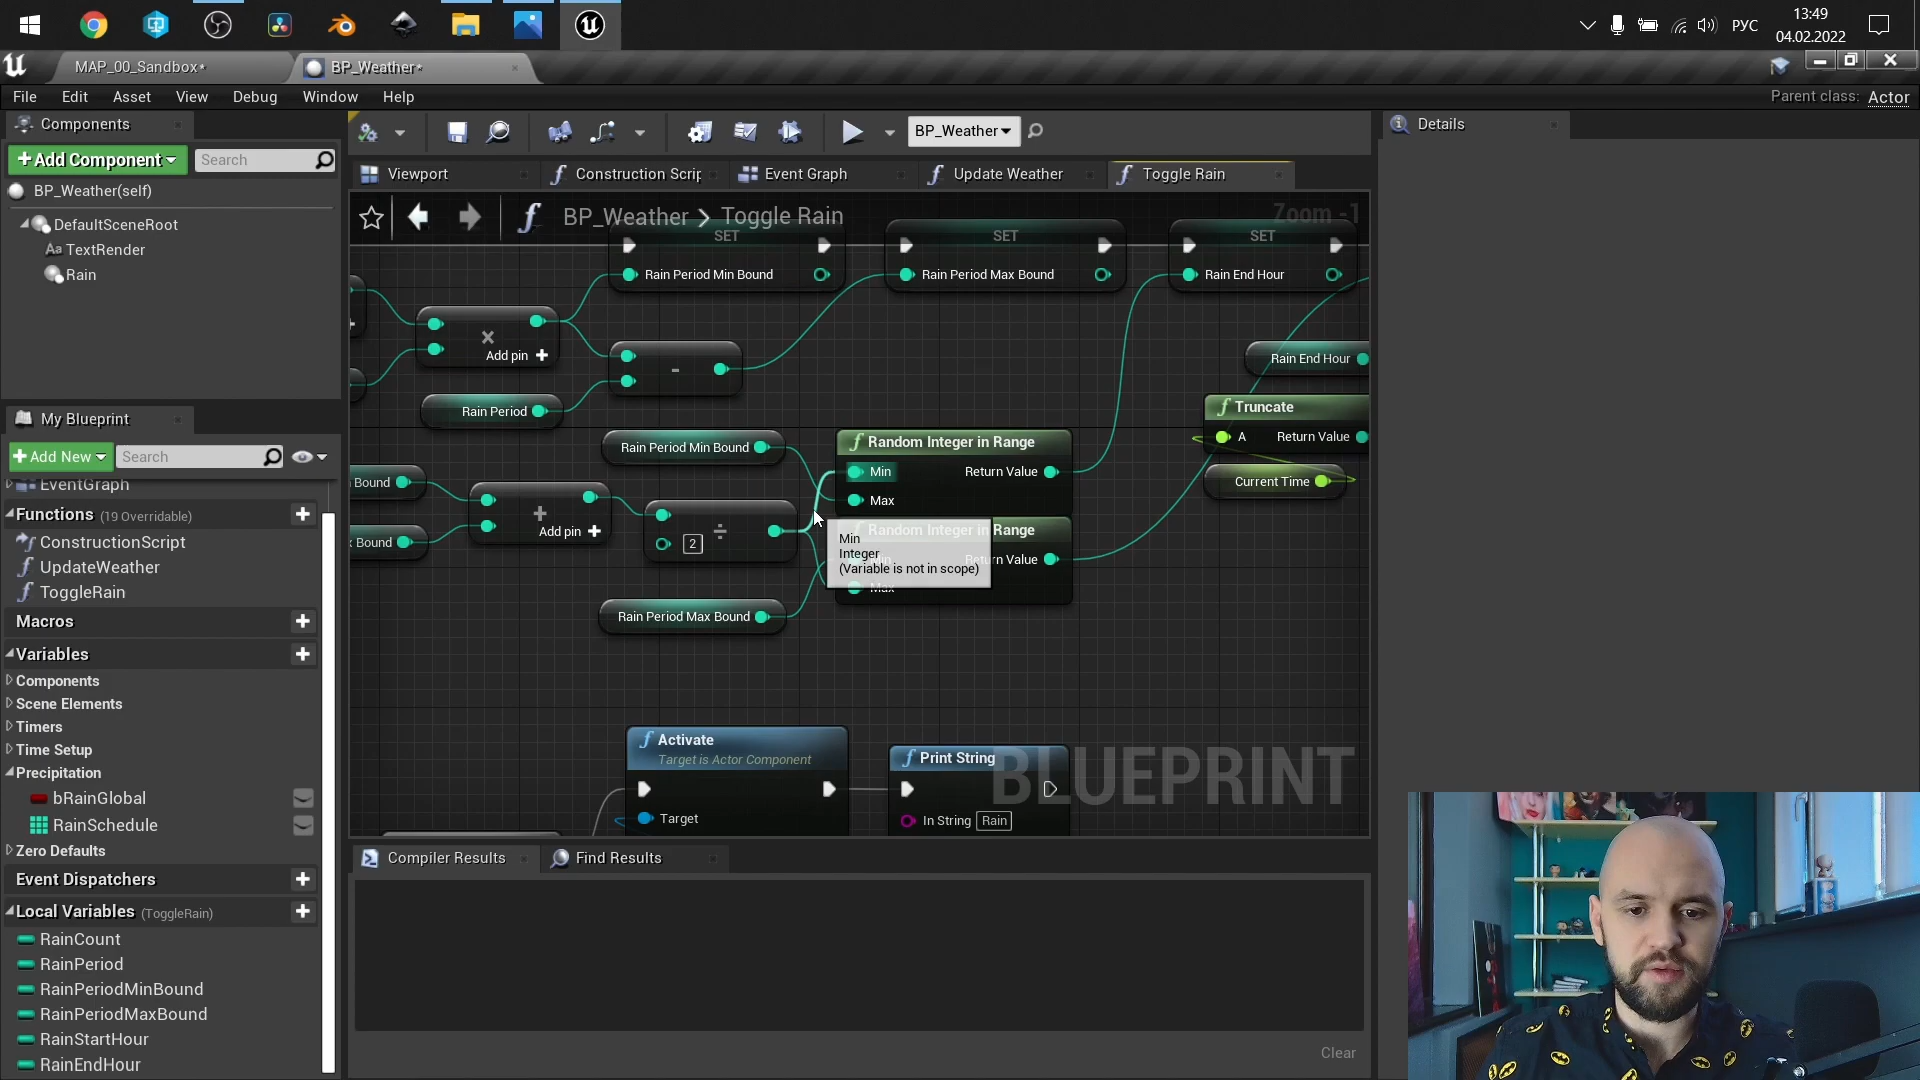 РУС
13:49
04.02.2022
MAP_00_Sandbox*
BP_Weather*
File
Edit
Asset
View
Debug
Window
Help
Parent class:
Actor
Components
Add Component
Search
BP_Weather(self)
DefaultSceneRoot
TextRender
Rain
My Blueprint
Add New
Search
EventGraph
Functions (19 Overridable)
ConstructionScript
UpdateWeather
ToggleRain
Macros
Variables
Components
Scene Elements
Timers
Time Setup
Precipitation
bRainGlobal
RainSchedule
Zero Defaults
Event Dispatchers
Local Variables (ToggleRain)
RainCount
RainPeriod
RainPeriodMinBound
RainPeriodMaxBound
RainStartHour
RainEndHour
BP_Weather
Viewport
Construction Scrip
Event Graph
Update Weather
Toggle Rain
BP_Weather > Toggle Rain
Zoom -1
SET
Rain Period Min Bound
SET
Rain Period Max Bound
SET
Rain End Hour
Add pin
Rain Period
Rain Period Min Bound
Bound
Bound
Add pin
2
Rain Period Max Bound
Random Integer in Range
Min
Return Value
Max
Random Integer in Range
Return Value
Max
Min
Integer
(Variable is not in scope)
Rain End Hour
Truncate
A
Return Value
Current Time
Activate
Target is Actor Component
Target
Print String
In String
Rain
BLUEPRINT
Compiler Results
Find Results
Clear
Details